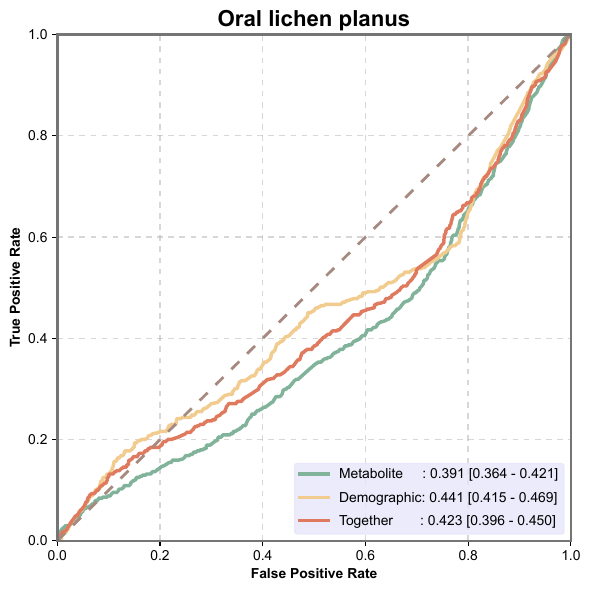 Oral lichen planus
True Positive Rate
1.0
0.8
0.6
0.4
0.2
0.0
Metabolite : 0.391 [0.364 - 0.421]
Demographic: 0.441 [0.415 - 0.469]
Together : 0.423 [0.396 - 0.450]
0.0 0.2 0.4 0.6 0.8 1.0
False Positive Rate